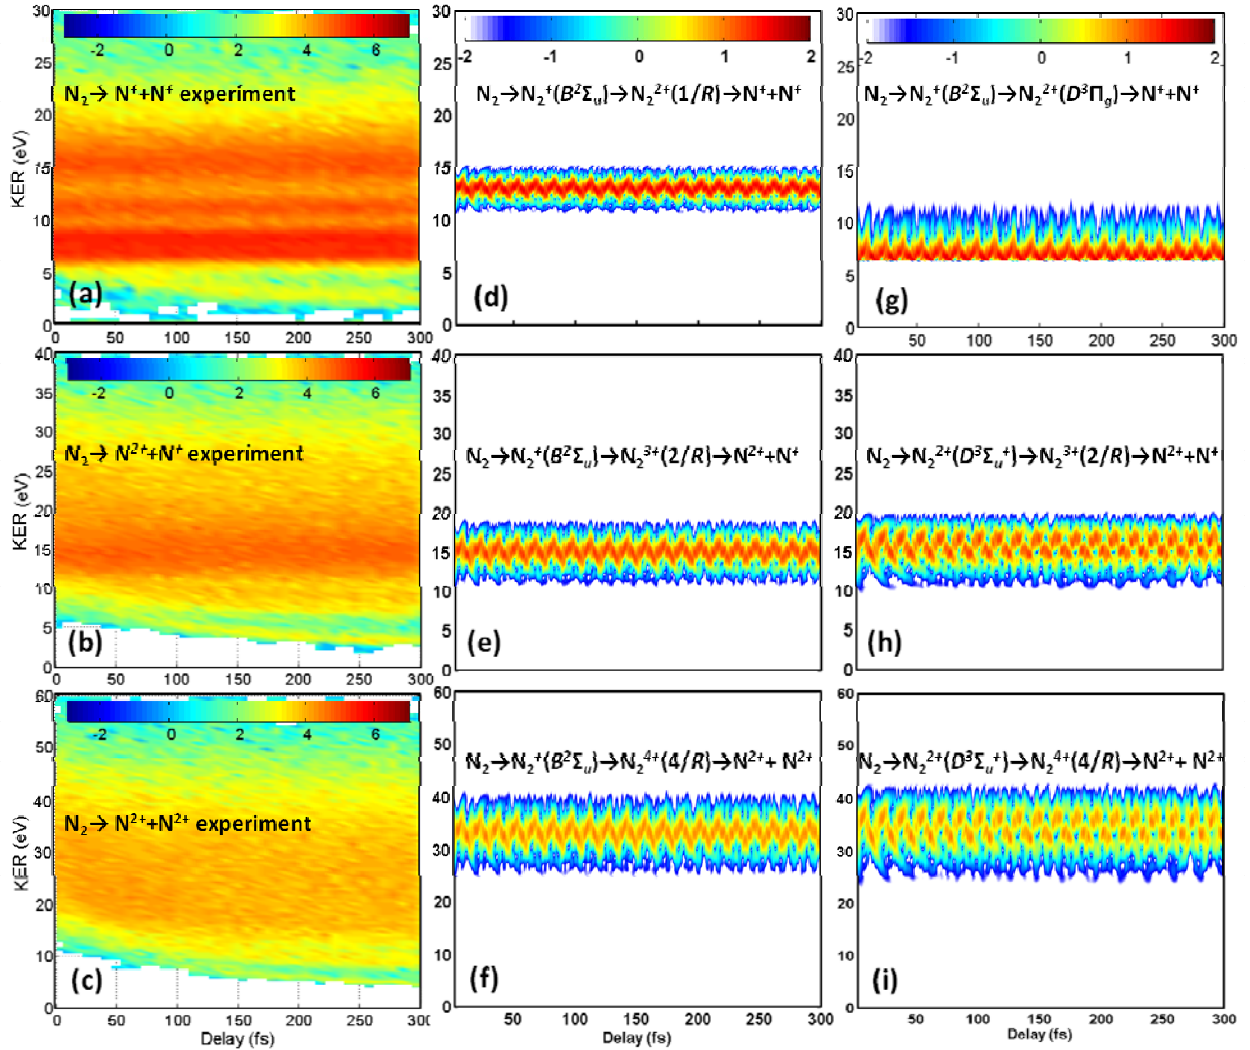 30
25
20
15
10
5
0
KER (eV)
-2 0 2 4 6
N₂→ N⁺+N⁺ experiment
(a)
0 50 100 150 200 250 300
30
25
20
15
10
5
0
-2 -1 0 1 2
N₂→N₂⁺(B²Σᵤ)→N₂²⁺(1/R)→N⁺+N⁺
(d)
30
25
20
15
10
5
0
-2 -1 0 1 2
N₂→N₂⁺(B²Σᵤ)→N₂²⁺(D³Π_g)→N⁺+N⁺
(g)
50 100 150 200 250 300
40
35
30
25
20
15
10
5
0
KER (eV)
-2 0 2 4 6
N₂→ N²⁺+N⁺ experiment
(b)
0 50 100 150 200 250 300
40
35
30
25
20
15
10
5
0
N₂→N₂⁺(B²Σᵤ)→N₂³⁺(2/R)→N²⁺+N⁺
(e)
40
35
30
25
20
15
10
5
0
N₂→N₂²⁺(D³Σᵤ⁺)→N₂³⁺(2/R)→N²⁺+N⁺
(h)
60
50
40
30
20
10
0
KER (eV)
-2 0 2 4 6
N₂→ N²⁺+N²⁺ experiment
(c)
0 50 100 150 200 250 300
Delay (fs)
60
50
40
30
20
10
0
N₂→N₂⁺(B²Σᵤ)→N₂⁴⁺(4/R)→N²⁺+ N²⁺
(f)
50 100 150 200 250 300
Delay (fs)
60
50
40
30
20
10
0
N₂→N₂²⁺(D³Σᵤ⁺)→N₂⁴⁺(4/R)→N²⁺+ N²⁺
(i)
50 100 150 200 250 300
Delay (fs)